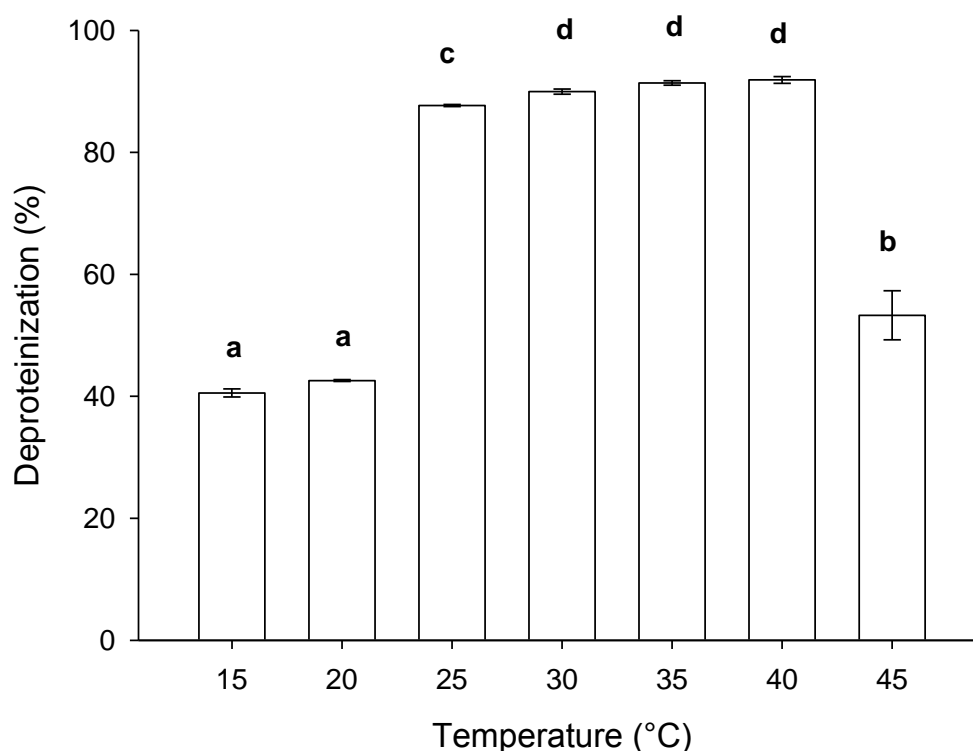 Deproteinization (%)
100
80
60
40
20
0
a
a
c
d
d
d
b
15 20 25 30 35 40 45
Temperature (°C)